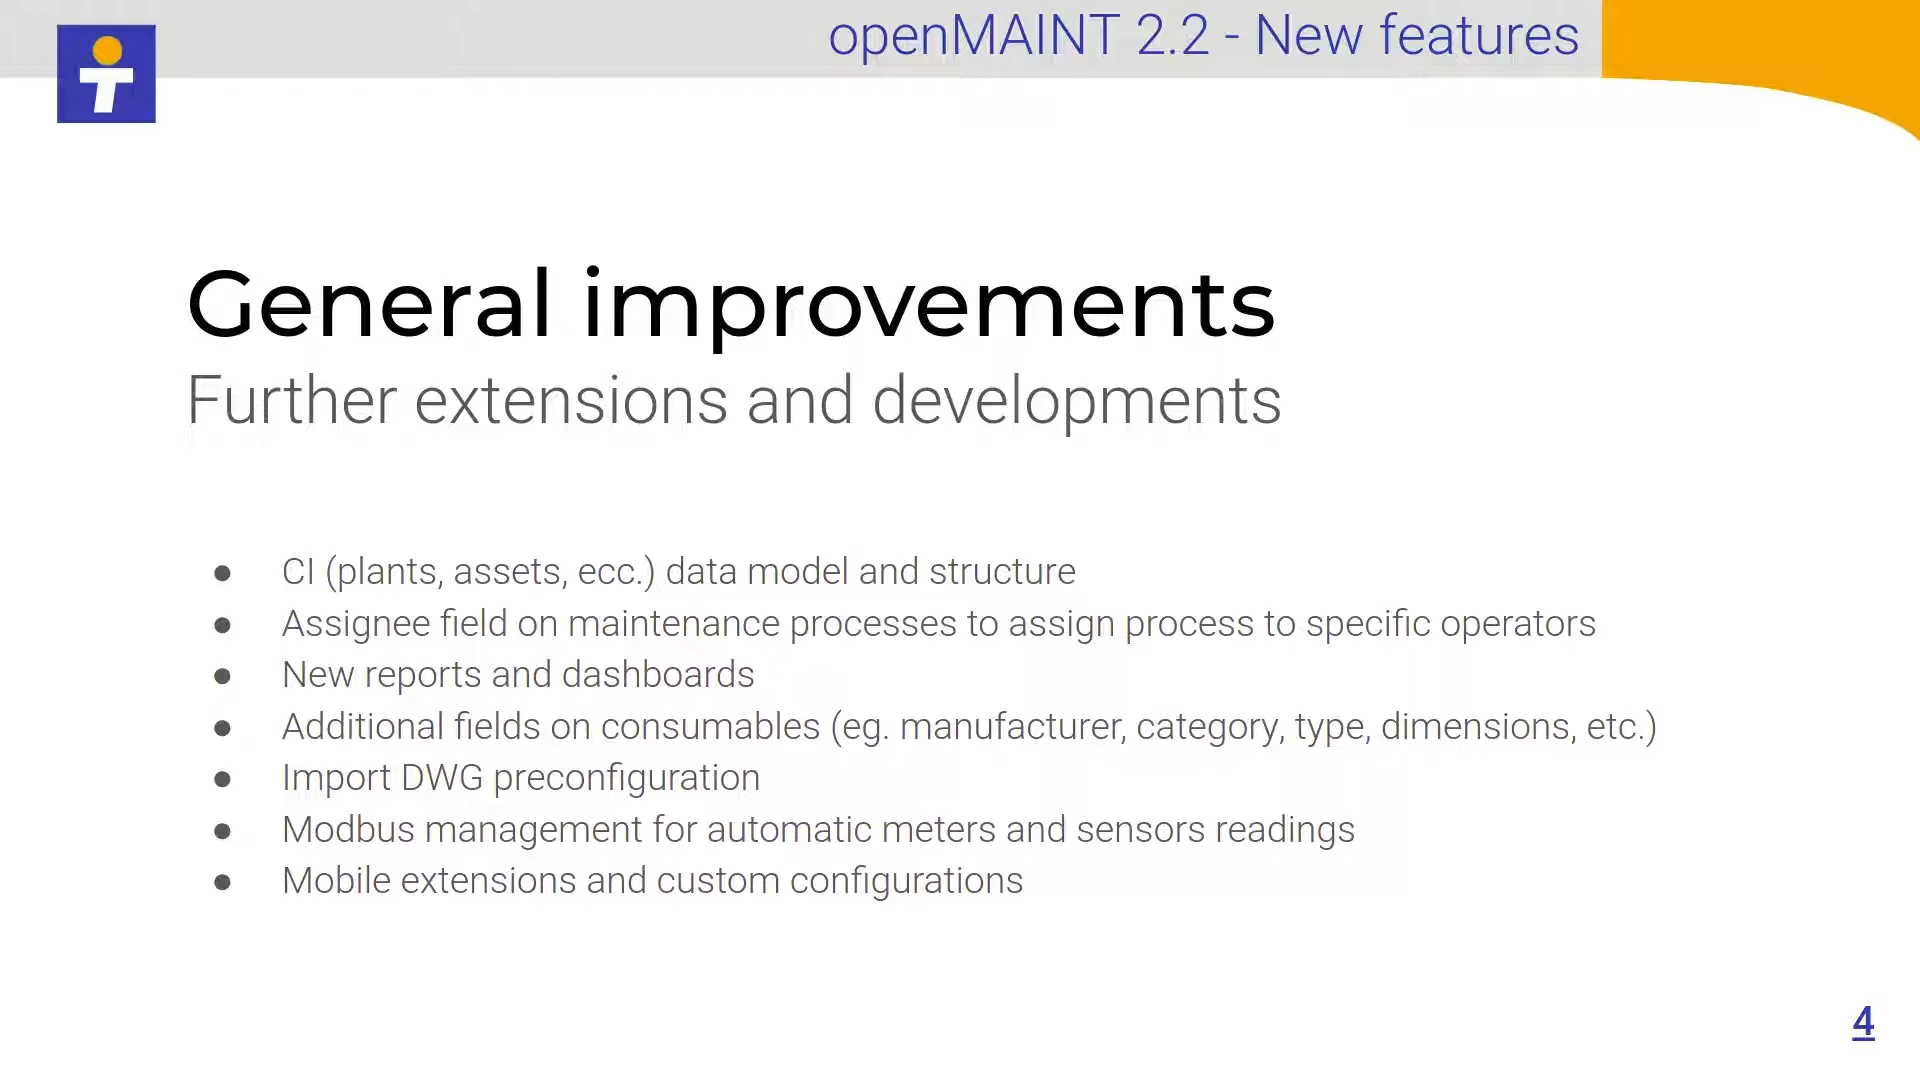 openMAINT 2.2 - New features
General improvements
Further extensions and developments
● CI (plants, assets, ecc.) data model and structure
● Assignee field on maintenance processes to assign process to specific operators
● New reports and dashboards
● Additional fields on consumables (eg. manufacturer, category, type, dimensions, etc.)
● Import DWG preconfiguration
● Modbus management for automatic meters and sensors readings
● Mobile extensions and custom configurations
4